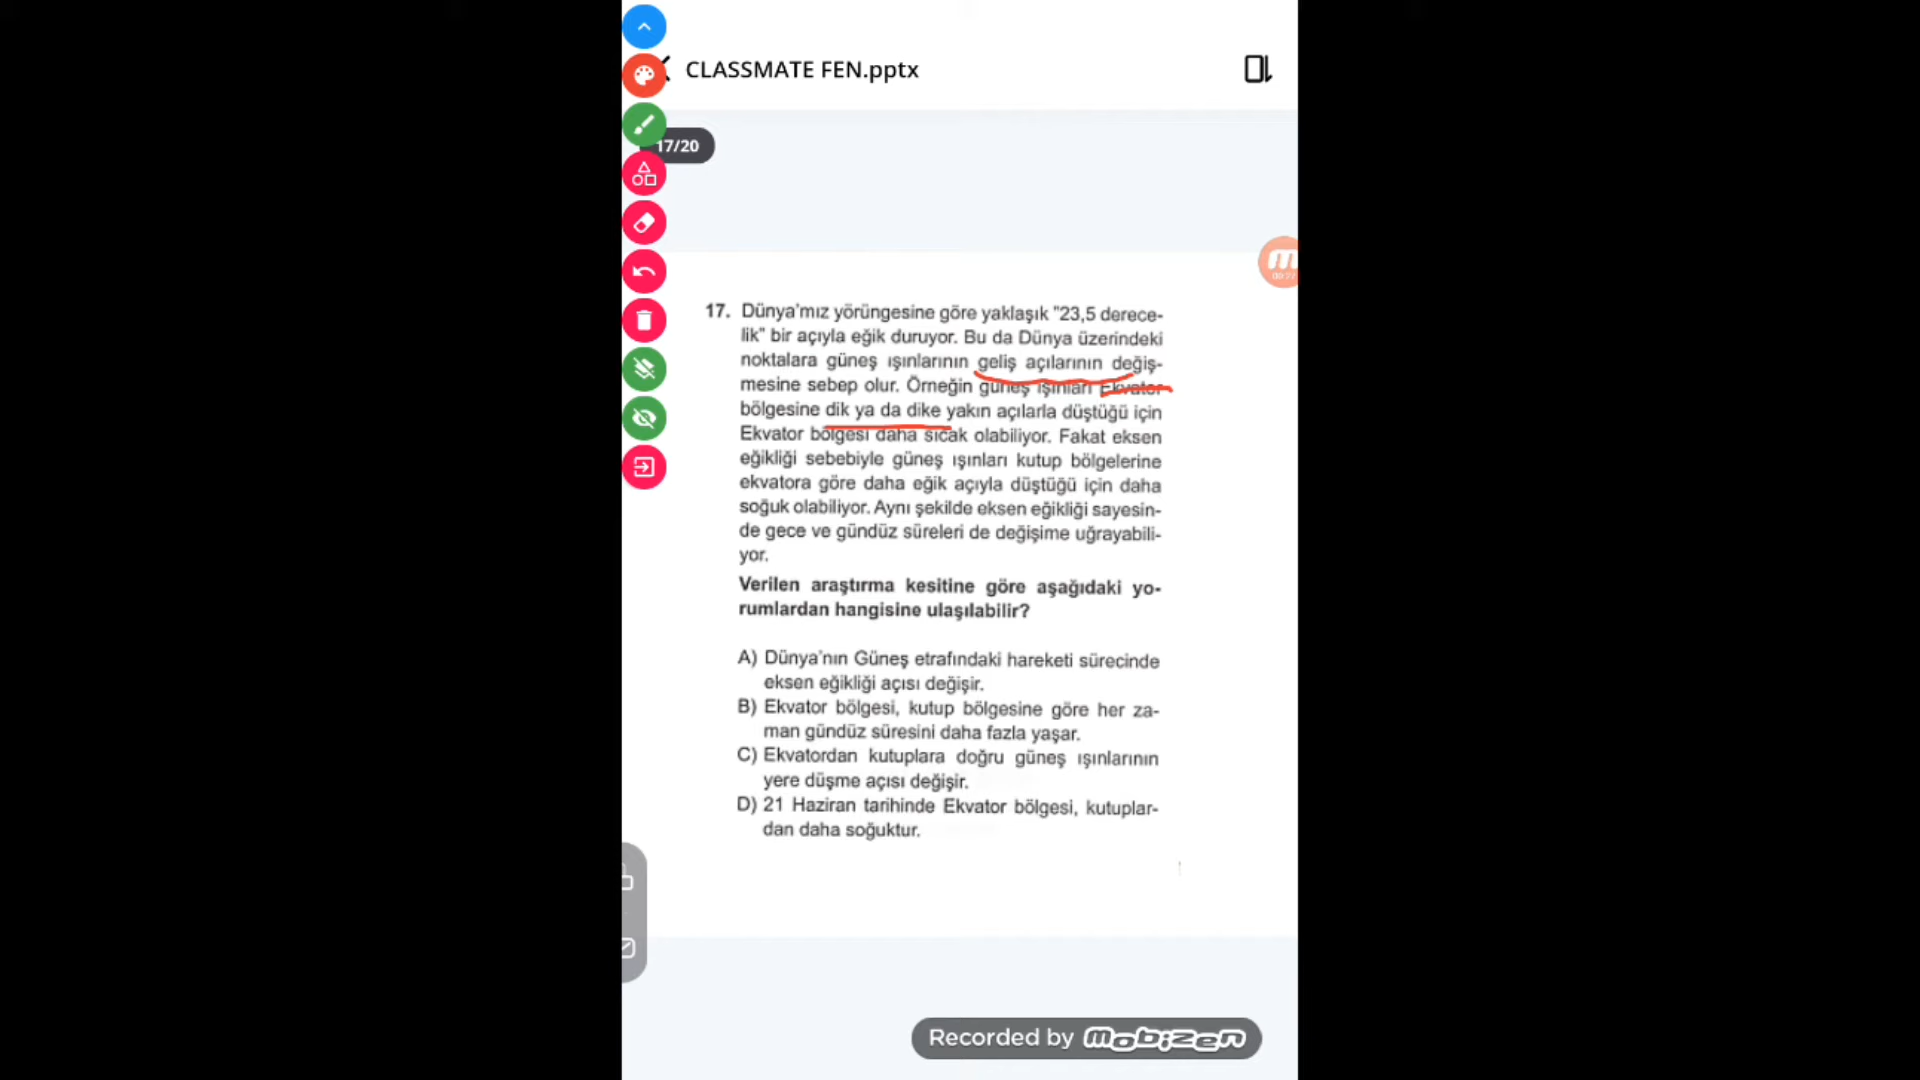 CLASSMATE FEN.pptx
17/20
17. Dünya'mız yörüngesine göre yaklaşık "23,5 derece-
lik" bir açıyla eğik duruyor. Bu da Dünya üzerindeki
noktalara güneş ışınlarının geliş açılarının değiş-
mesine sebep olur. Örneğin güneş ışınları Ekvator
bölgesine dik ya da dike yakın açılarla düştüğü için
Ekvator bölgesi daha sıcak olabiliyor. Fakat eksen
eğikliği sebebiyle güneş ışınları kutup bölgelerine
ekvatora göre daha eğik açıyla düştüğü için daha
soğuk olabiliyor. Aynı şekilde eksen eğikliği sayesin-
de gece ve gündüz süreleri de değişime uğrayabili-
yor.
Verilen araştırma kesitine göre aşağıdaki yo-
rumlardan hangisine ulaşılabilir?
A) Dünya'nın Güneş etrafındaki hareketi sürecinde
eksen eğikliği açısı değişir.
B) Ekvator bölgesi, kutup bölgesine göre her za-
man gündüz süresini daha fazla yaşar.
C) Ekvatordan kutuplara doğru güneş ışınlarının
yere düşme açısı değişir.
D) 21 Haziran tarihinde Ekvator bölgesi, kutuplar-
dan daha soğuktur.
Recorded by mobizen